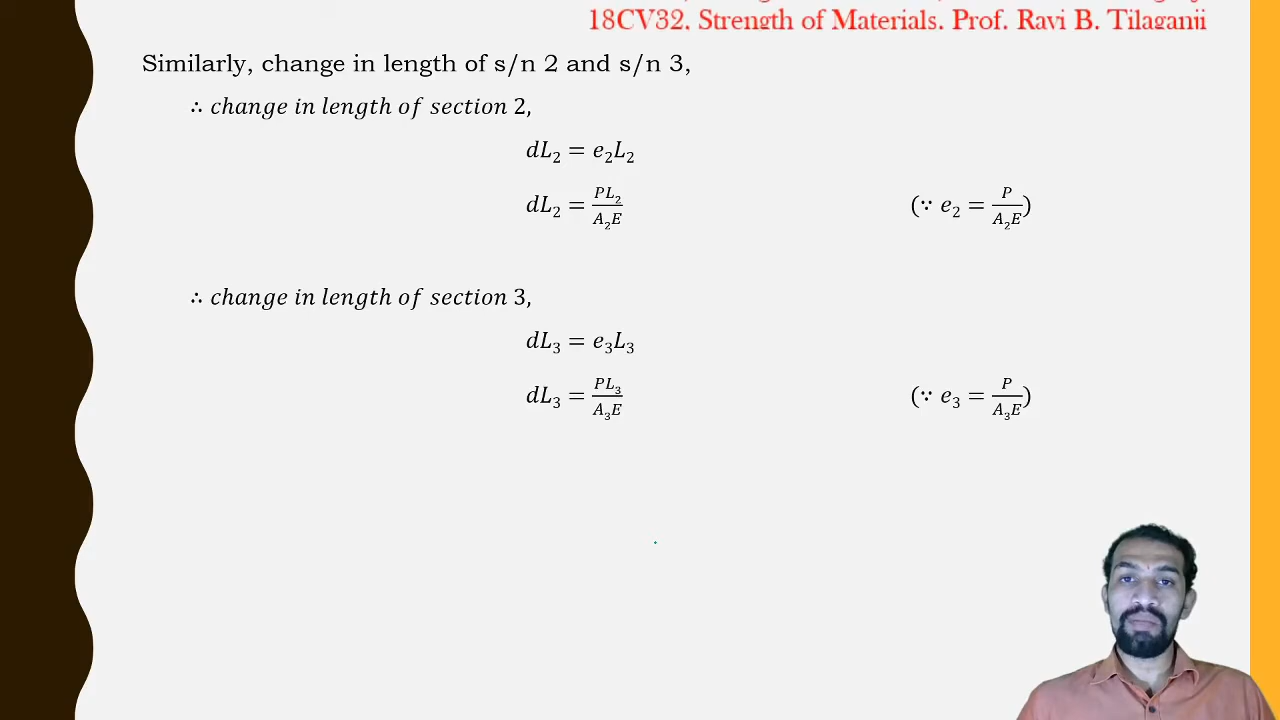 18CV32. Strength of Materials. Prof. Ravi B. Tilaganji
Similarly, change in length of s/n 2 and s/n 3,
∴ change in length of section 2,
dL₂ = e₂L₂
dL₂ = PL₂/A₂E (∵ e₂ = P/A₂E)
∴ change in length of section 3,
dL₃ = e₃L₃
dL₃ = PL₃/A₃E (∵ e₃ = P/A₃E)